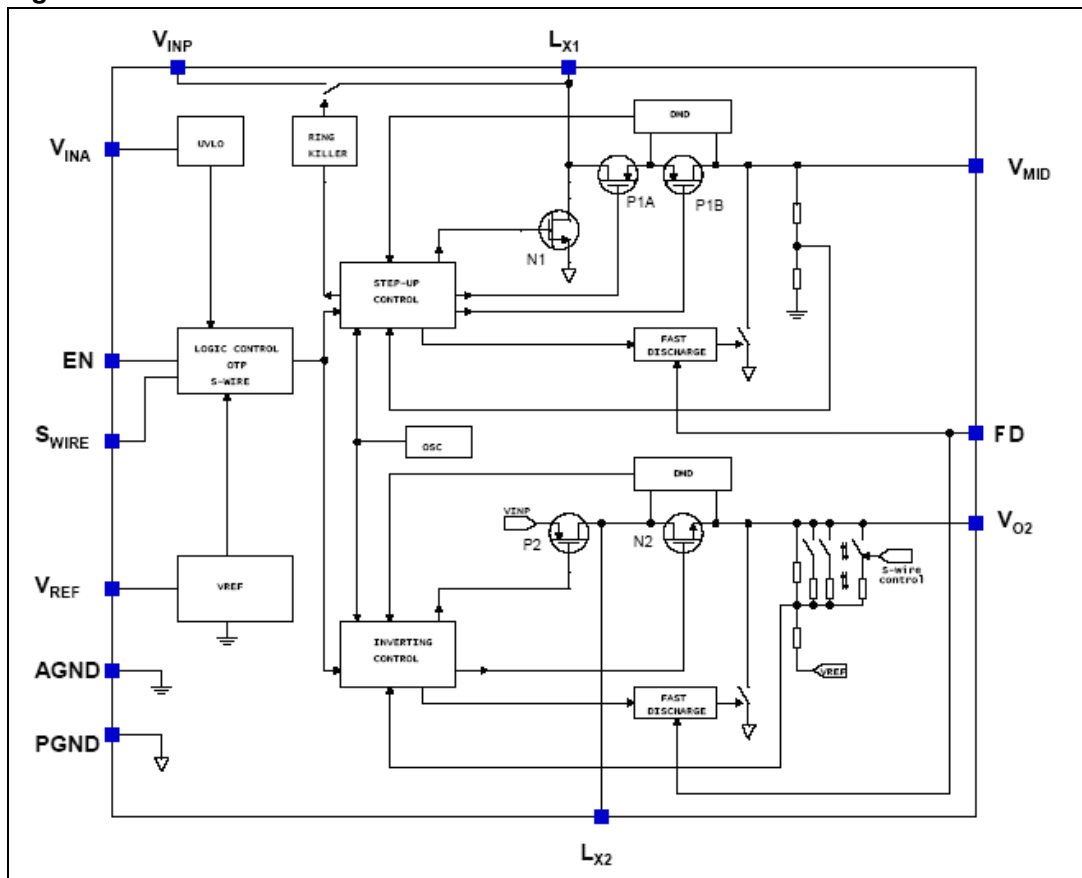 VINP
LX1
VINA
UVLO
RING
KILLER
DMD
VMID
P1A
P1B
N1
STEP-UP
CONTROL
EN
LOGIC CONTROL
OTP
S-WIRE
FAST
DISCHARGE
SWIRE
OSC
FD
DMD
VINP
P2
N2
VO2
S-wire
control
VREF
VREF
INVERTING
CONTROL
VREF
AGND
FAST
DISCHARGE
PGND
LX2